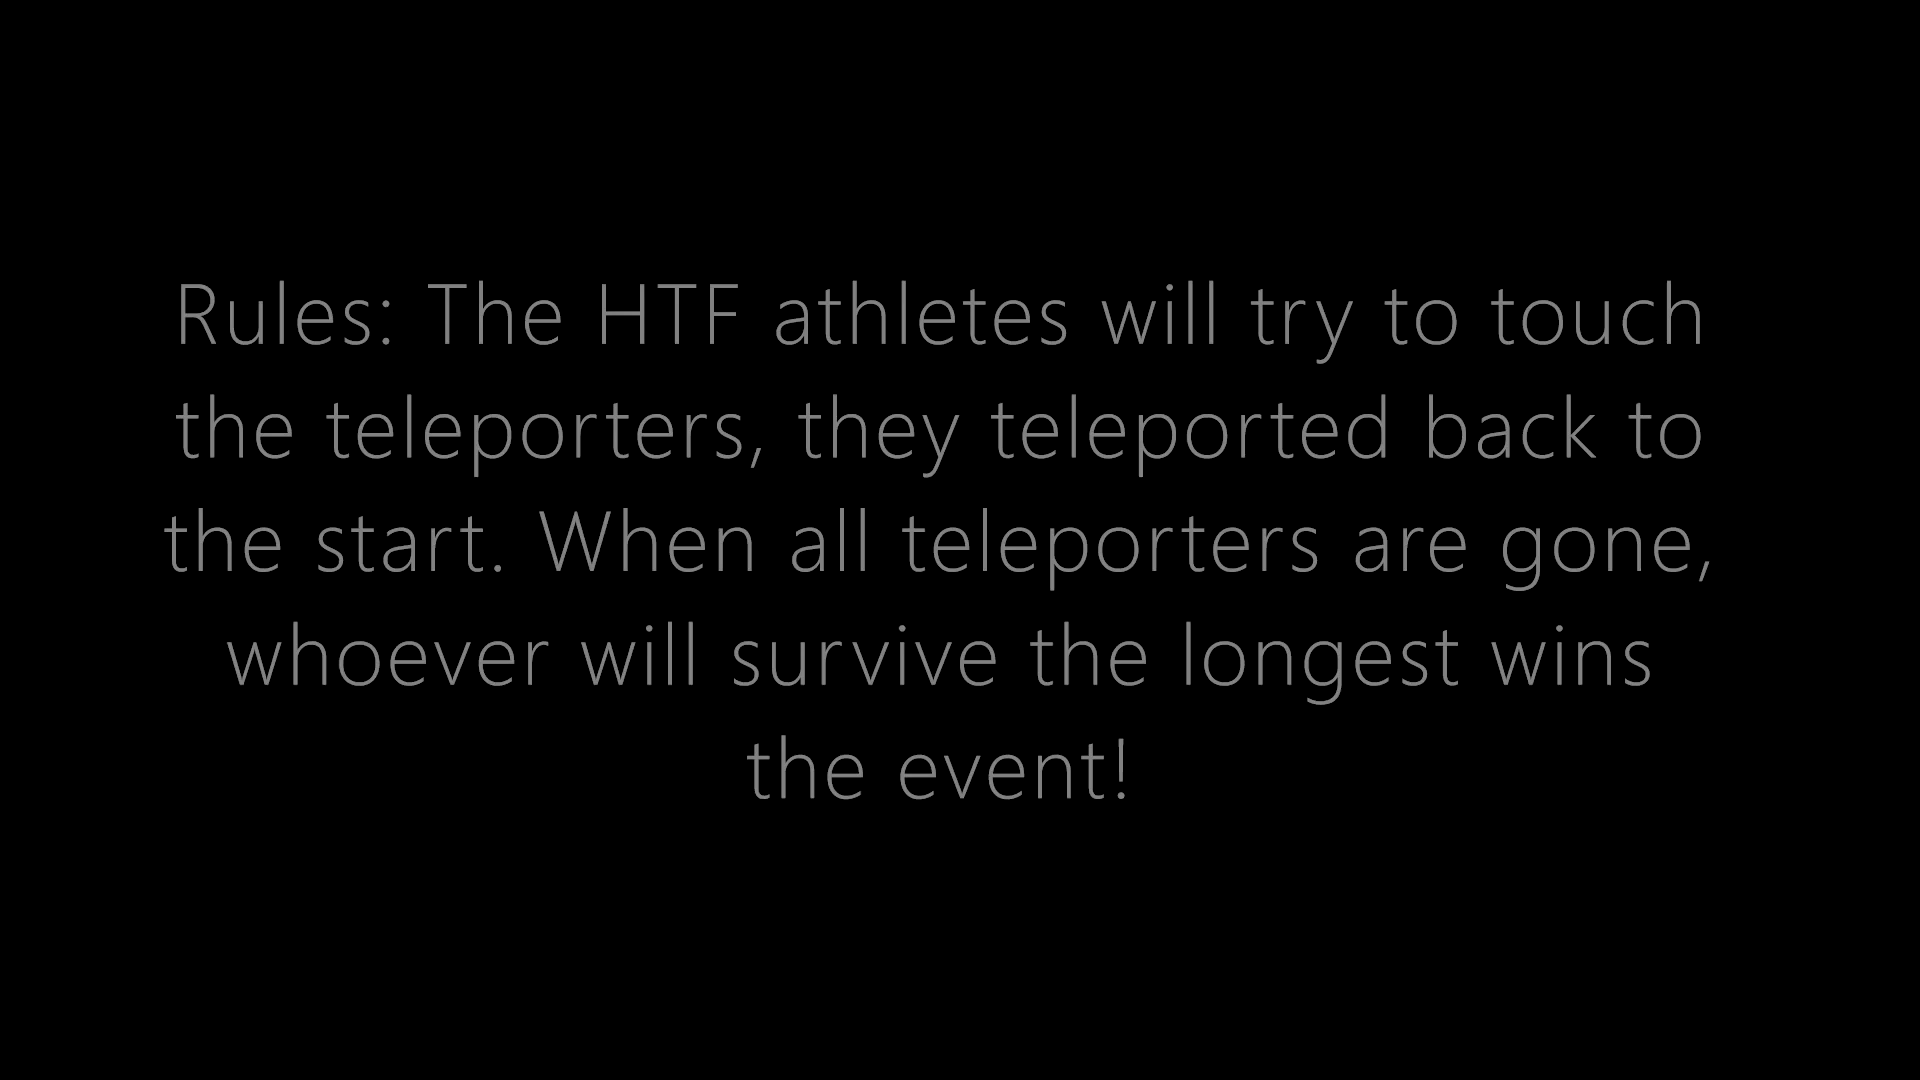 Rules: The HTF athletes will try to touch
the teleporters, they teleported back to
the start. When all teleporters are gone,
whoever will survive the longest wins
the event!